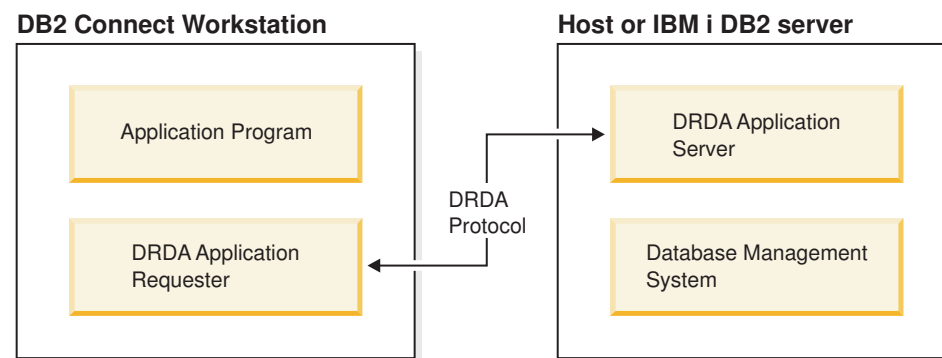 DB2 Connect Workstation
Application Program
DRDA Application
Requester
DRDA
Protocol
Host or IBM i DB2 server
DRDA Application
Server
Database Management
System